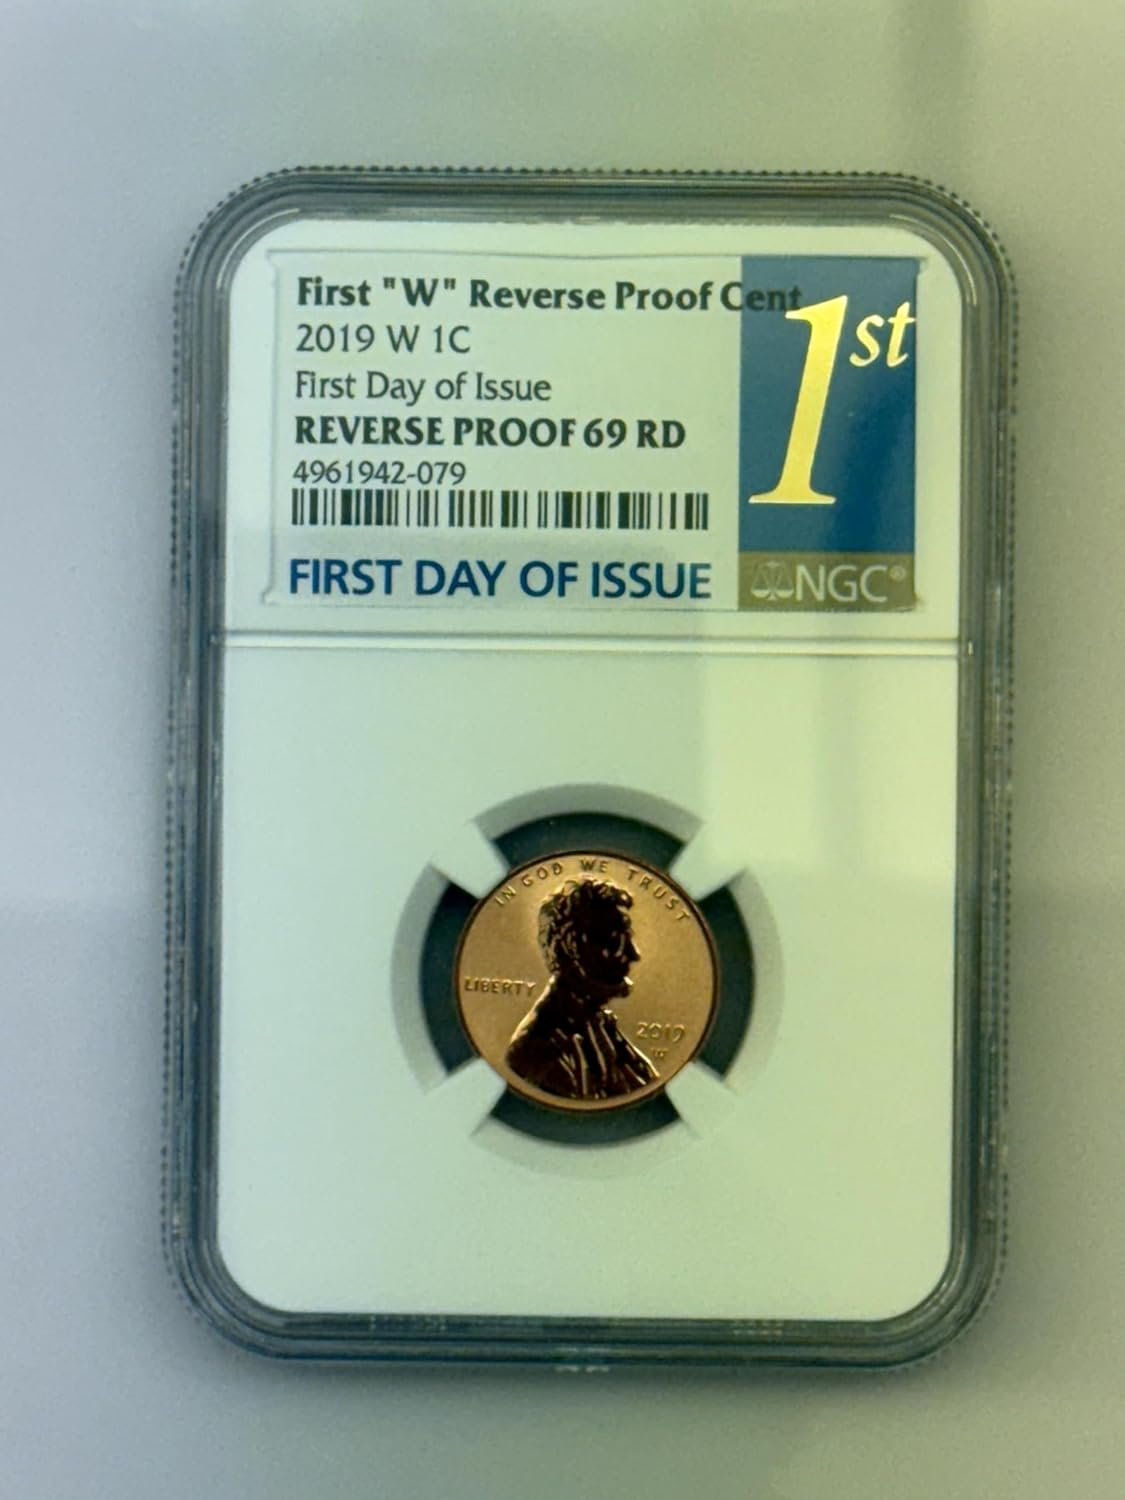 First "W" Reverse Proof Cent
2019 W 1C
First Day of Issue
REVERSE PROOF 69 RD
4961942-079
FIRST DAY OF ISSUE
1st
NGC®
IN GOD WE TRUST
LIBERTY
2019
W